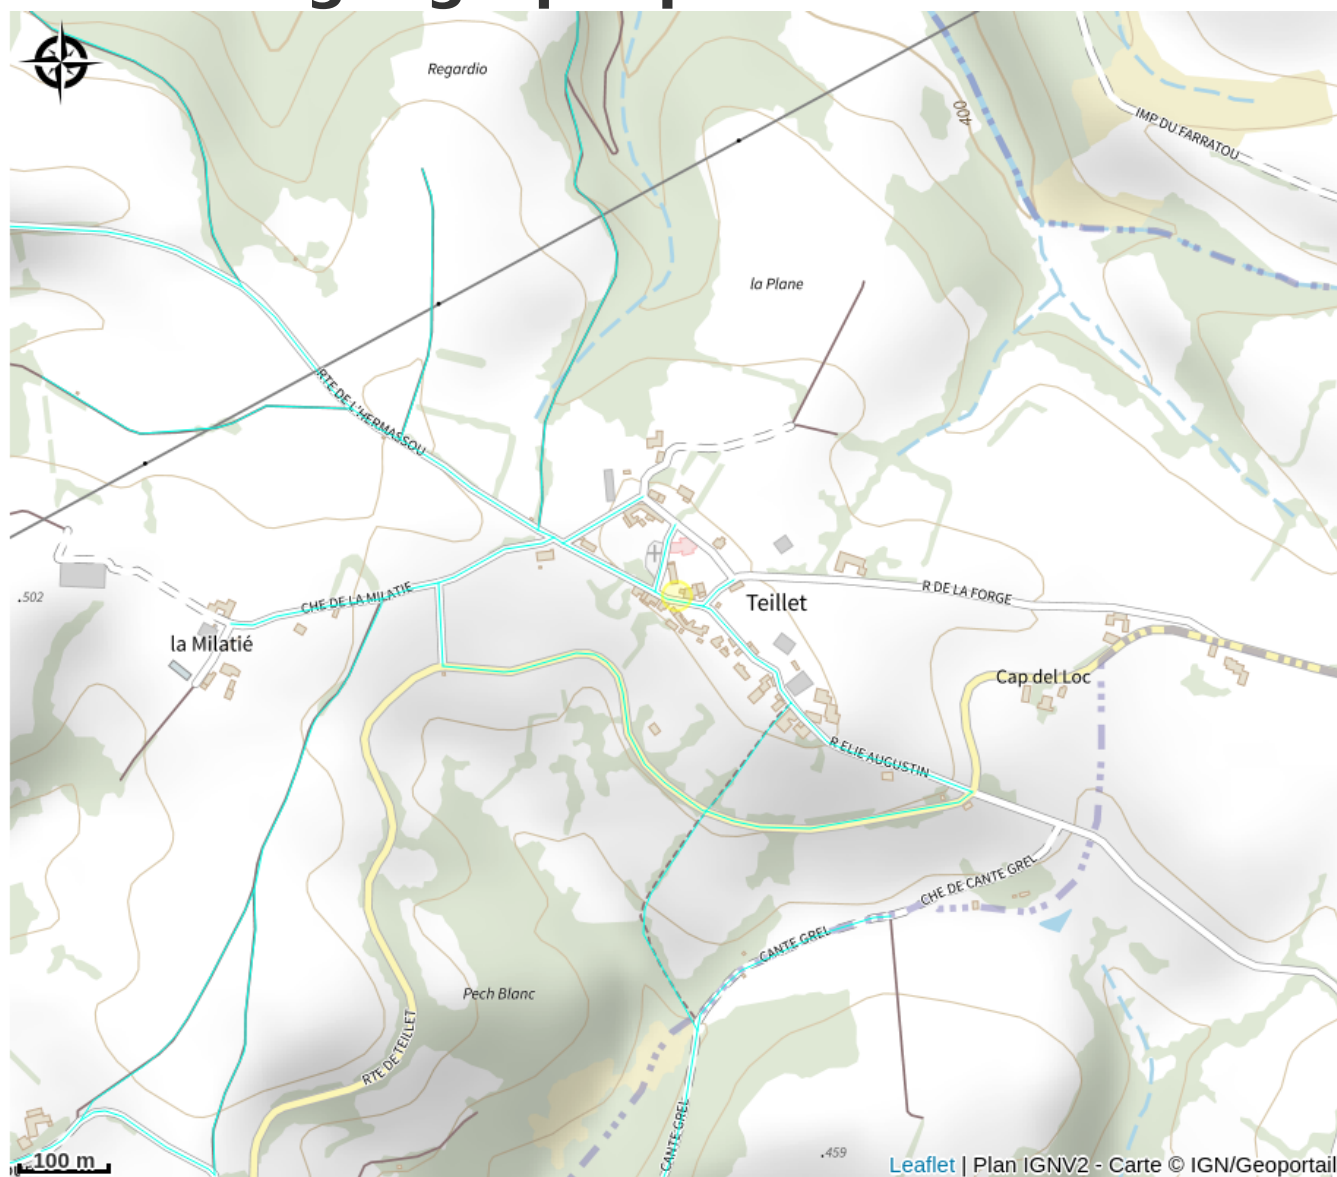 Regardio
400
IMP DU FARRATOU
la Plane
RTE DE L'HERMASSOU
.502
CHE DE LA MILATIE
R DE LA FORGE
Teillet
la Milatié
Cap del Loc
R ELIE AUGUSTIN
CHE DE CANTE GREL
CANTE GREL
Pech Blanc
RTE DE TEILLET
CANTE GREL
.459
100 m
Leaflet | Plan IGNV2 - Carte © IGN/Geoportail